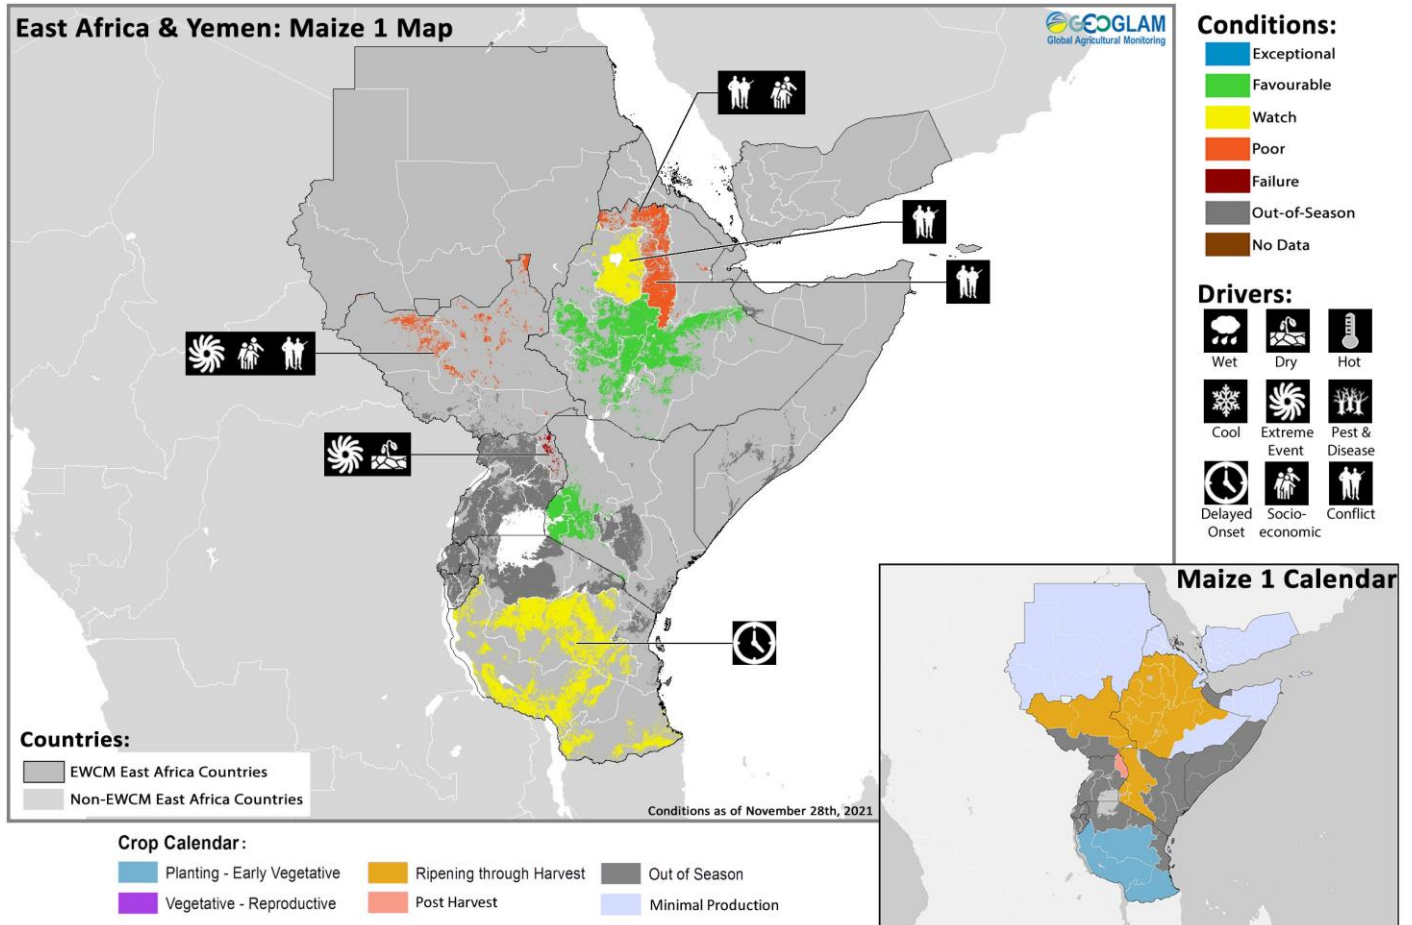 East Africa & Yemen: Maize 1 Map
GEOGLAM
Global Agricultural Monitoring
Conditions:
Exceptional
Favourable
Watch
Poor
Failure
Out-of-Season
No Data
Drivers:
Wet
Dry
Hot
Cool
Extreme
Event
Pest &
Disease
Delayed
Onset
Socio-
economic
Conflict
Countries:
EWCM East Africa Countries
Non-EWCM East Africa Countries
Conditions as of November 28th, 2021
Maize 1 Calendar
Crop Calendar:
Planting - Early Vegetative
Ripening through Harvest
Out of Season
Vegetative - Reproductive
Post Harvest
Minimal Production